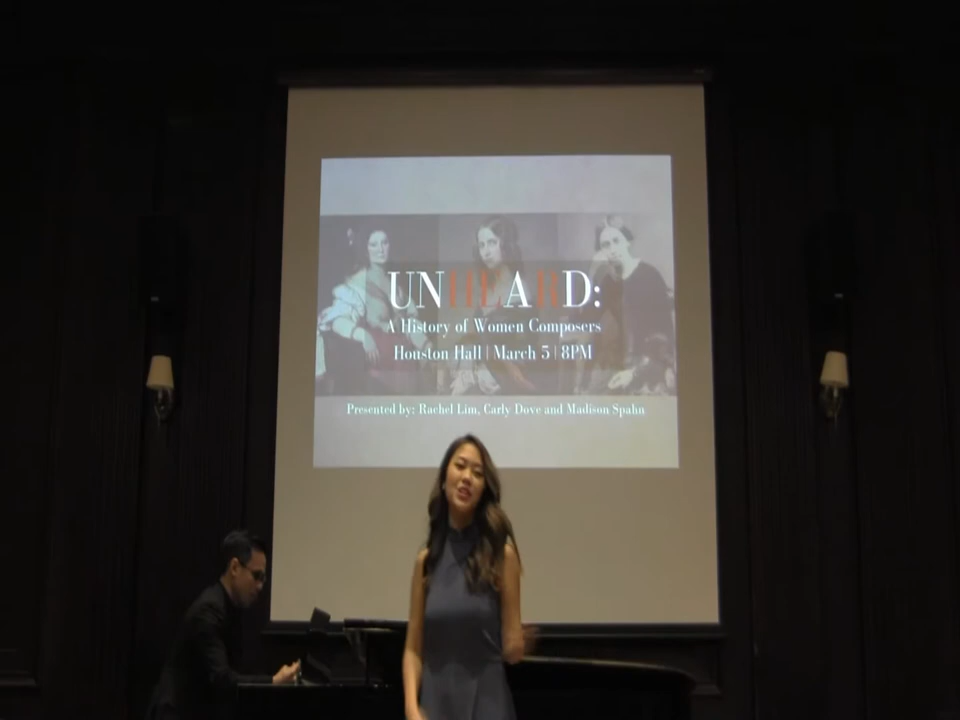 UNHEARD:
A History of Women Composers
Houston Hall | March 5 | 8PM
Presented by: Rachel Lim, Carly Dove and Madison Spahn